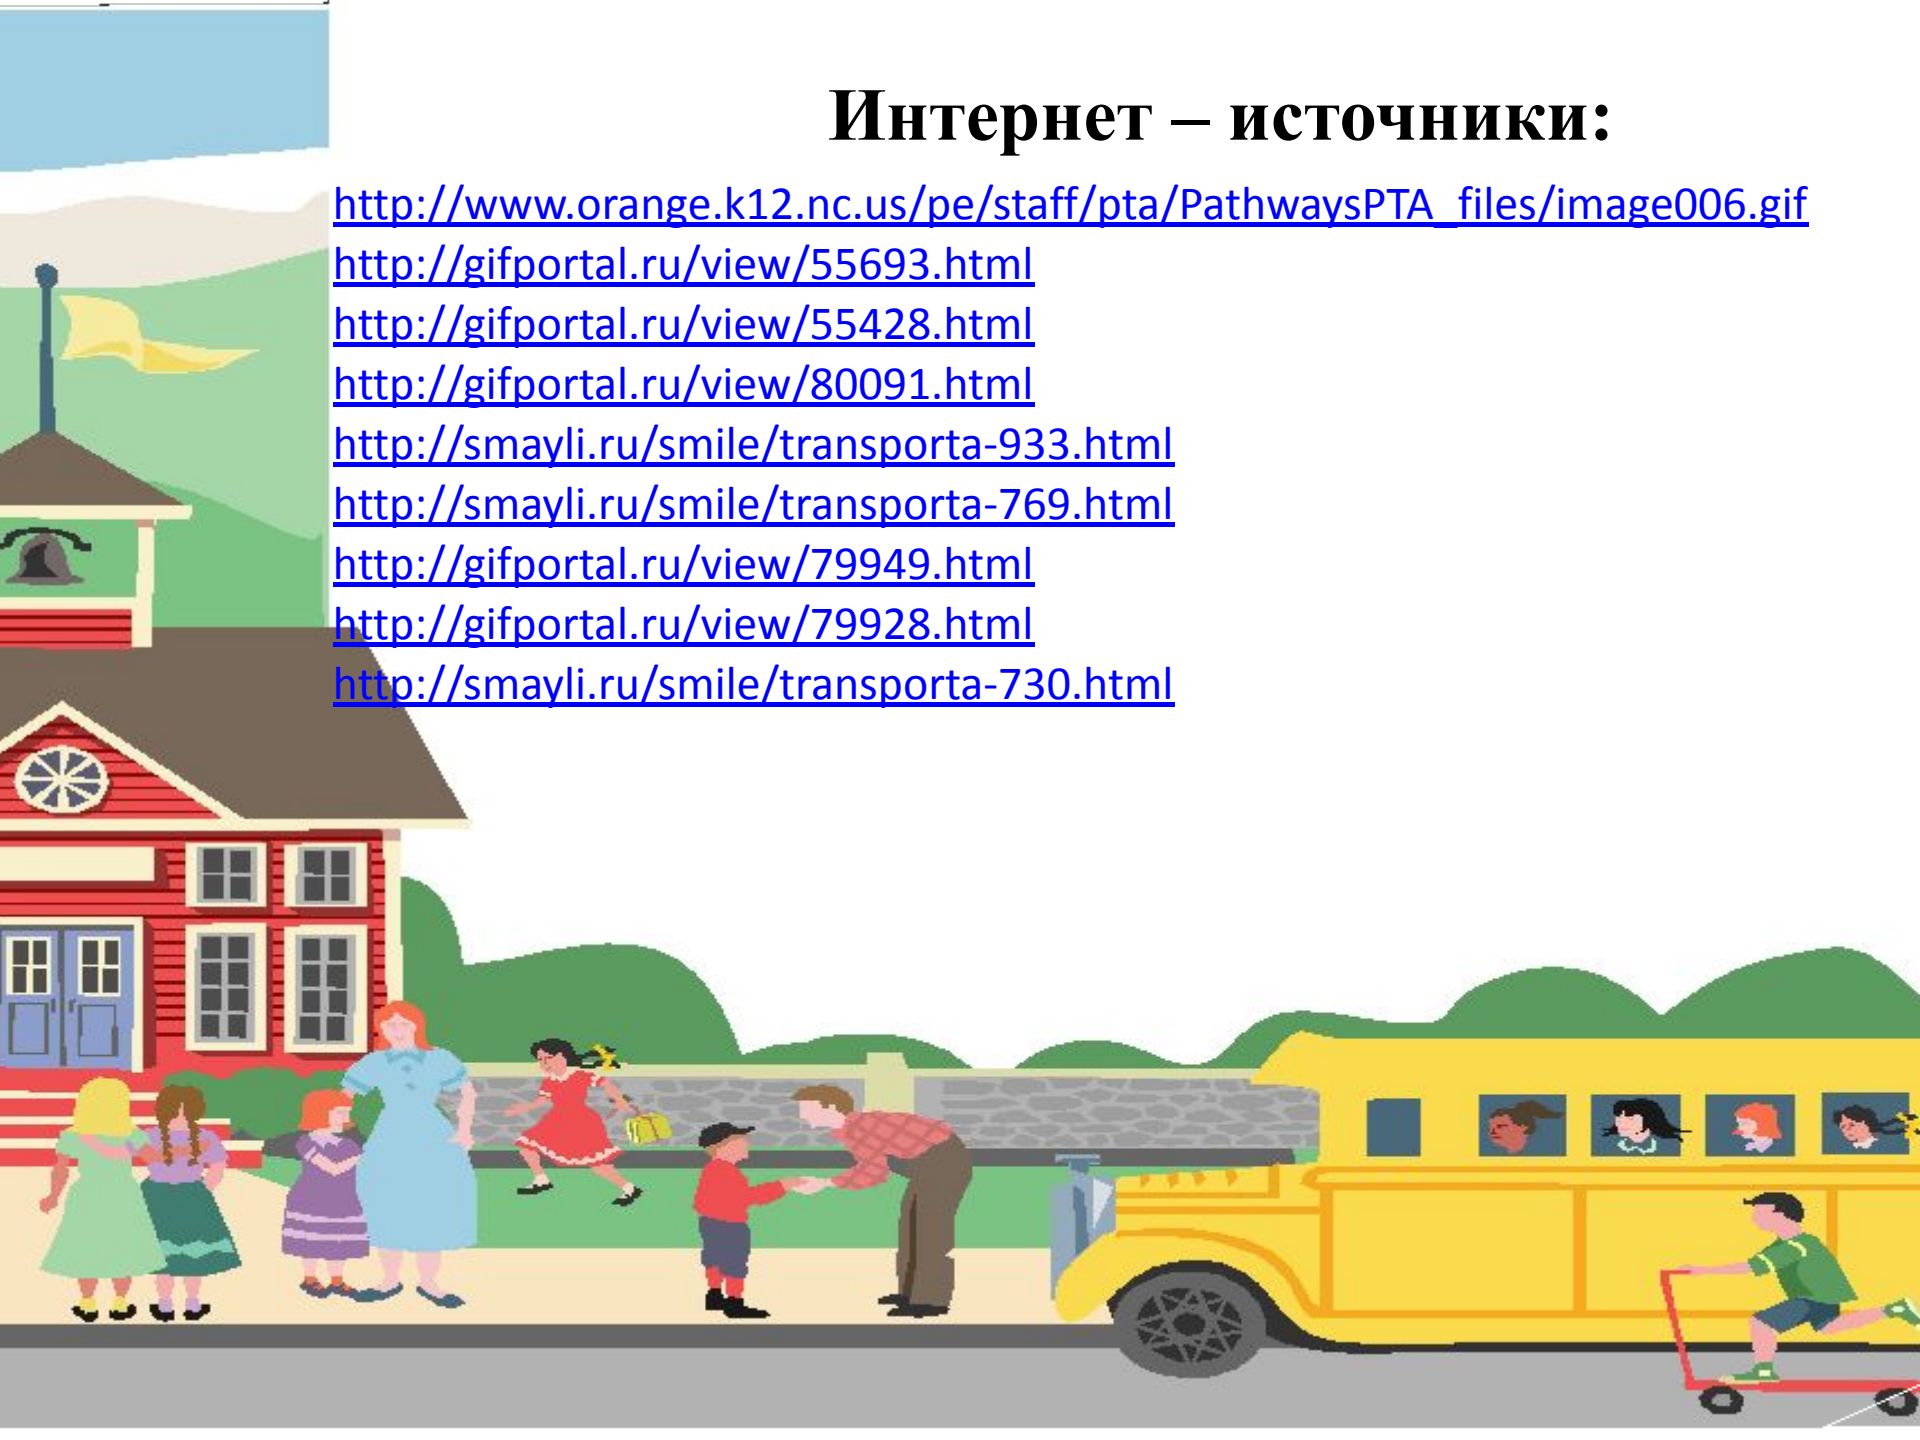 Интернет – источники:
http://www.orange.k12.nc.us/pe/staff/pta/PathwaysPTA_files/image006.gif
http://gifportal.ru/view/55693.html
http://gifportal.ru/view/55428.html
http://gifportal.ru/view/80091.html
http://smayli.ru/smile/transporta-933.html
http://smayli.ru/smile/transporta-769.html
http://gifportal.ru/view/79949.html
http://gifportal.ru/view/79928.html
http://smayli.ru/smile/transporta-730.html